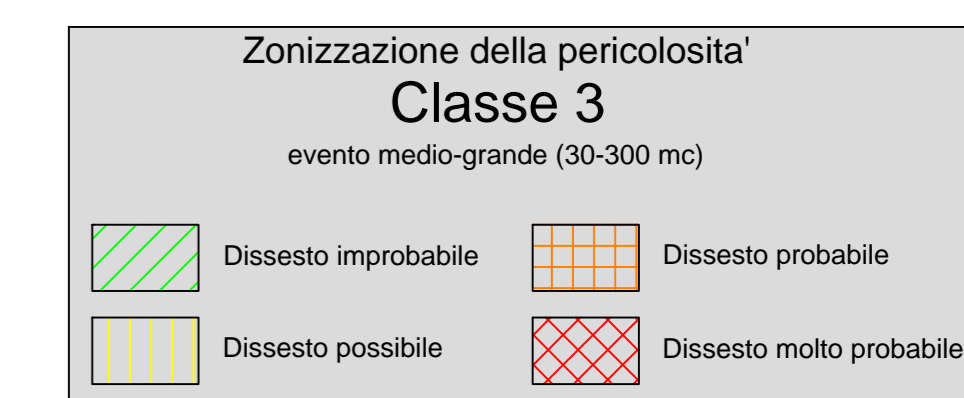 Zonizzazione della pericolosita'
Classe 3
evento medio-grande (30-300 mc)
Dissesto improbabile
Dissesto probabile
Dissesto possibile
Dissesto molto probabile